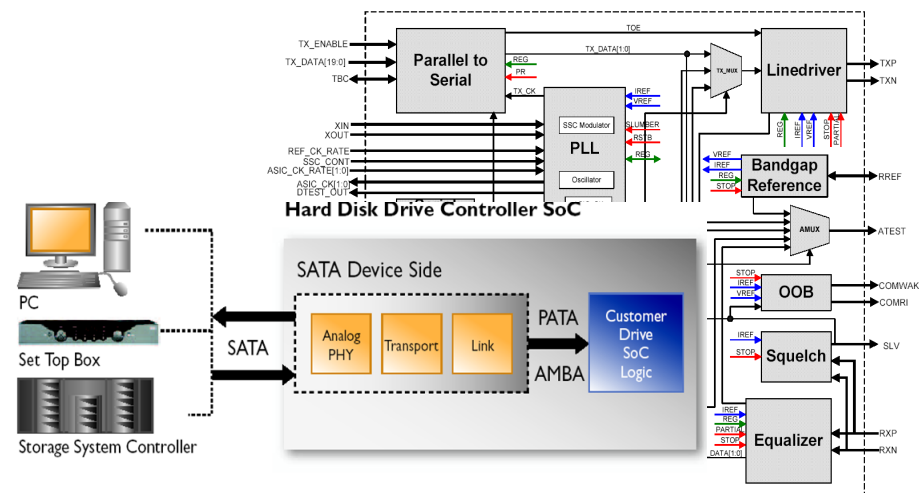 TOE
TX_ENABLE
TX_DATA[19:0]
TBC
Parallel to
Serial
TX_DATA[1:0]
REG
PR
TX_CK
TX_MUX
Linedriver
TXP
TXN
REG
IREF
VREF
STOP
PARTIAL
XIN
XOUT
REF_CK_RATE
SSC_CONT
ASIC_CK_RATE[1:0]
ASIC_CK[1:0]
DTEST_OUT
SSC Modulator
PLL
Oscillator
IREF
VREF
SLUMBER
RSTB
REG
VREF
IREF
REG
STOP
Bandgap
Reference
RREF
AMUX
ATEST
STOP
IREF
VREF
OOB
COMWAK
COMRI
IREF
STOP
Squelch
SLV
IREF
REG
PARTIAL
STOP
DATA[1:0]
Equalizer
RXP
RXN
Hard Disk Drive Controller SoC
SATA Device Side
PC
Set Top Box
Storage System Controller
SATA
Analog
PHY
Transport
Link
PATA
AMBA
Customer
Drive
SoC
Logic